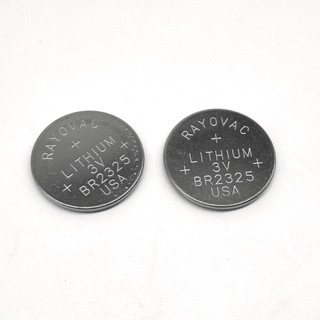 RAYOVAC
+
LITHIUM
+ 3V +
BR2325
USA
RAYOVAC
+
LITHIUM
+ 3V +
BR2325
USA